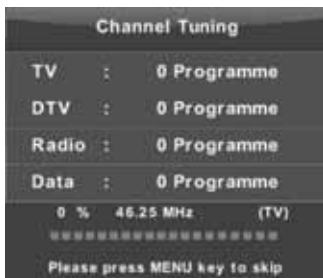 Channel Tuning
TV : 0 Programme
DTV : 0 Programme
Radio : 0 Programme
Data : 0 Programme
0 % 46.25 MHz (TV)
Please press MENU key to skip